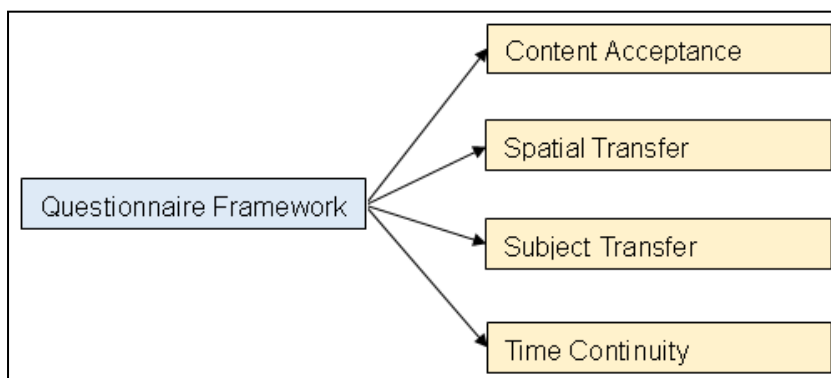 Content Acceptance
Spatial Transfer
Questionnaire Framework
Subject Transfer
Time Continuity